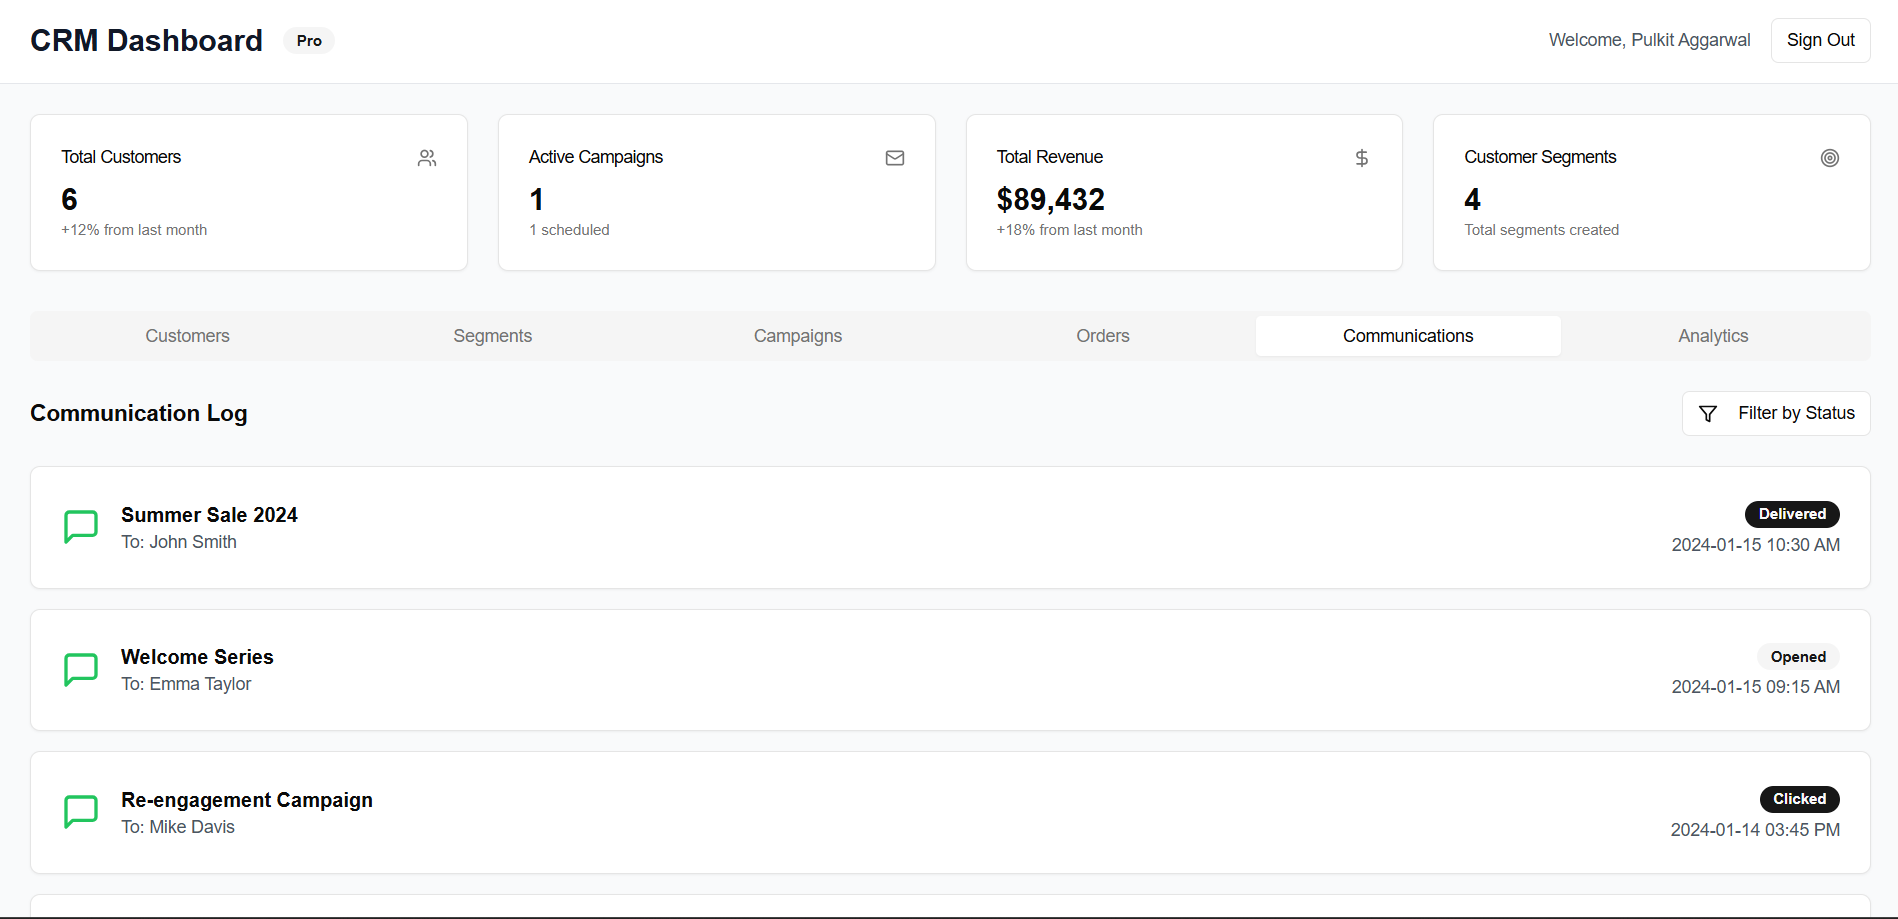 CRM Dashboard Pro Welcome, Pulkit Aggarwal Sign Out
Total Customers
6
+12% from last month
Active Campaigns
1
1 scheduled
Total Revenue
$89,432
+18% from last month
Customer Segments
4
Total segments created
Customers Segments Campaigns Orders Communications Analytics
Communication Log Filter by Status
Summer Sale 2024
To: John Smith
Delivered
2024-01-15 10:30 AM
Welcome Series
To: Emma Taylor
Opened
2024-01-15 09:15 AM
Re-engagement Campaign
To: Mike Davis
Clicked
2024-01-14 03:45 PM